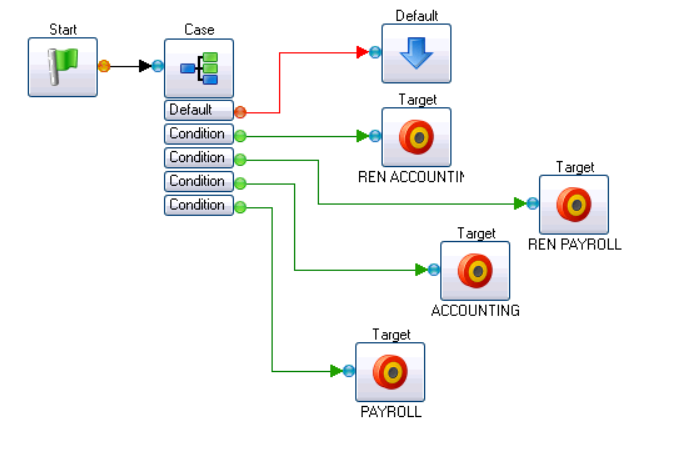 Start
Case
Default
Default
Condition
Condition
Condition
Condition
Target
REN ACCOUNTIN
Target
REN PAYROLL
Target
ACCOUNTING
Target
PAYROLL